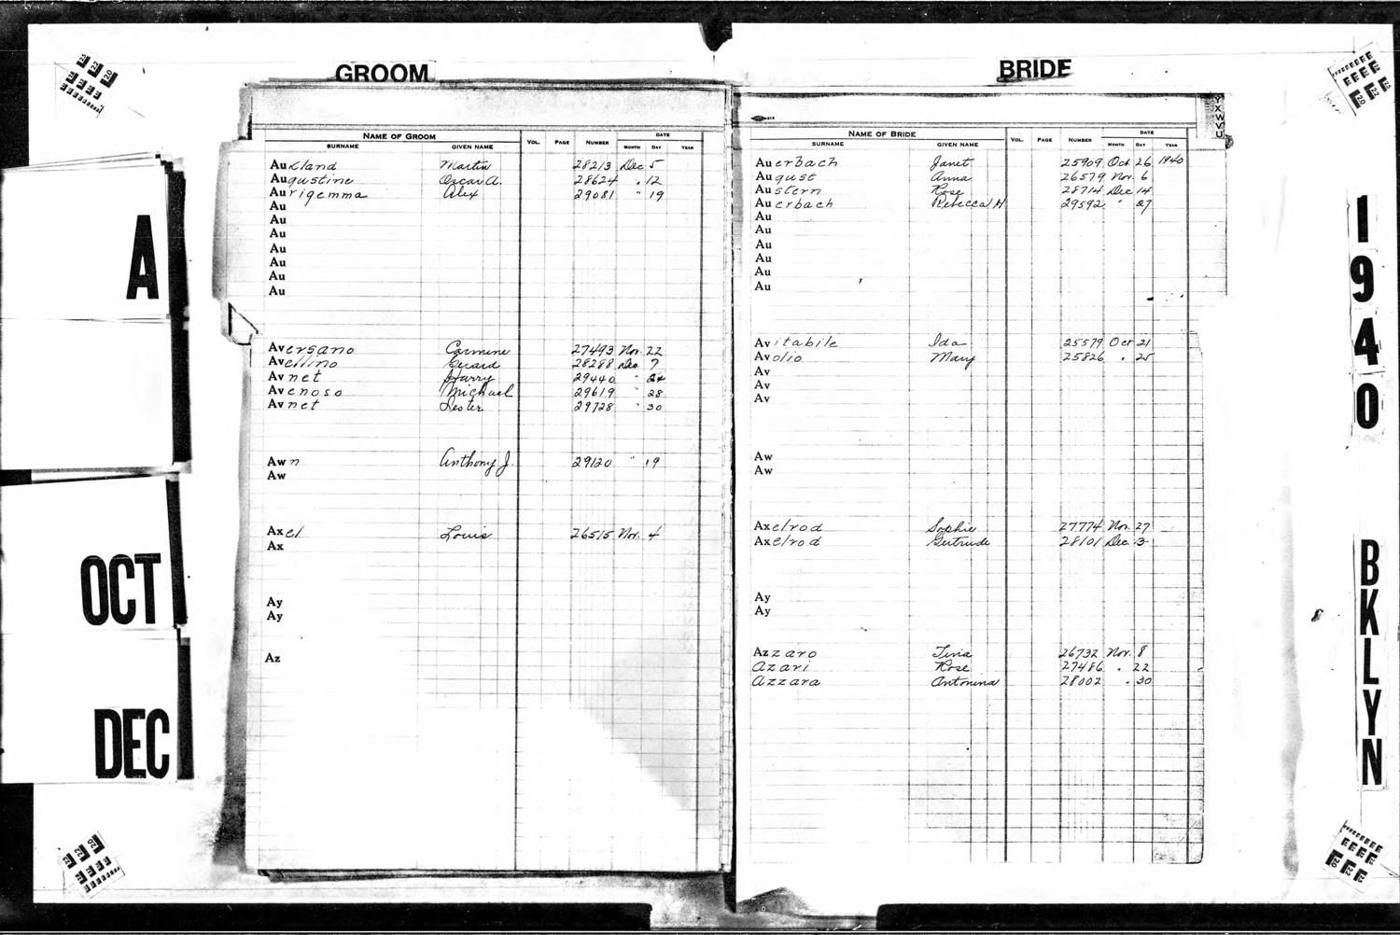 GROOM
NAME OF GROOM
SURNAME GIVEN NAME VOL. PAGE NUMBER DATE MONTH DAY YEAR
Aukland Martin 28213 Dec 5
Augustine Oscar A. 28624 " 12
Aurigemma Alex 29081 " 19
Au
Au
Au
Au
Au
Au
Au
Aversano Carmine 27493 Nov. 22
Avellino Gerard 28288 Dec 7
Avnet Harry 29440 " 24
Avenoso Michael 29619 " 28
Avnet Lester 29728 " 30
Awn Anthony J. 29120 " 19
Aw
Axel Louis 26515 Nov. 4
Ax
Ay
Ay
Az
BRIDE
NAME OF BRIDE
SURNAME GIVEN NAME VOL. PAGE NUMBER DATE MONTH DAY YEAR
Auerbach Janet 25909 Oct 26 1940
August Anna 26579 Nov. 6
Austern Rose 28714 Dec 14
Auerbach Rebecca H 29592 " 27
Au
Au
Au
Au
Au
Au
Avitabile Ida 25579 Oct 21
Avolio Mary 25826 " 25
Av
Av
Av
Aw
Aw
Axelrod Sophie 27774 Nov. 27
Axelrod Gertrude 28101 Dec 3
Ay
Ay
Azzaro Tina 26732 Nov. 8
Azari Rose 27486 " 22
Azzara Antonina 28002 " 30
A
OCT
DEC
1940
BKLYN